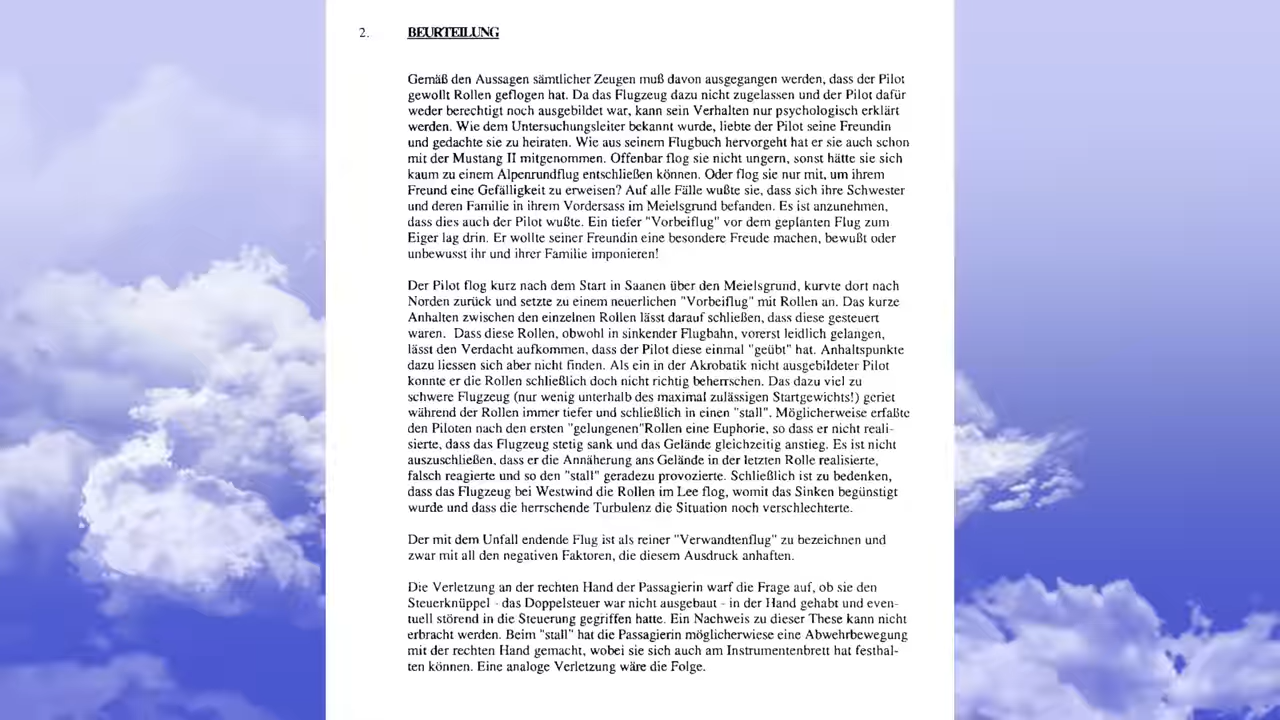 2. BEURTEILUNG
Gemäß den Aussagen sämtlicher Zeugen muß davon ausgegangen werden, dass der Pilot
gewollt Rollen geflogen hat. Da das Flugzeug dazu nicht zugelassen und der Pilot dafür
weder berechtigt noch ausgebildet war, kann sein Verhalten nur psychologisch erklärt
werden. Wie dem Untersuchungsleiter bekannt wurde, liebte der Pilot seine Freundin
und gedachte sie zu heiraten. Wie aus seinem Flugbuch hervorgeht hat er sie auch schon
mit der Mustang II mitgenommen. Offenbar flog sie nicht ungern, sonst hätte sie sich
kaum zu einem Alpenrundflug entschließen können. Oder flog sie nur mit, um ihrem
Freund eine Gefälligkeit zu erweisen? Auf alle Fälle wußte sie, dass sich ihre Schwester
und deren Familie in ihrem Vordersass im Meielsgrund befanden. Es ist anzunehmen,
dass dies auch der Pilot wußte. Ein tiefer "Vorbeiflug" vor dem geplanten Flug zum
Eiger lag drin. Er wollte seiner Freundin eine besondere Freude machen, bewußt oder
unbewusst ihr und ihrer Familie imponieren!
Der Pilot flog kurz nach dem Start in Saanen über den Meielsgrund, kurvte dort nach
Norden zurück und setzte zu einem neuerlichen "Vorbeiflug" mit Rollen an. Das kurze
Anhalten zwischen den einzelnen Rollen lässt darauf schließen, dass diese gesteuert
waren. Dass diese Rollen, obwohl in sinkender Flugbahn, vorerst leidlich gelangen,
lässt den Verdacht aufkommen, dass der Pilot diese einmal "geübt" hat. Anhaltspunkte
dazu liessen sich aber nicht finden. Als ein in der Akrobatik nicht ausgebildeter Pilot
konnte er die Rollen schließlich doch nicht richtig beherrschen. Das dazu viel zu
schwere Flugzeug (nur wenig unterhalb des maximal zulässigen Startgewichts!) geriet
während der Rollen immer tiefer und schließlich in einen "stall". Möglicherweise erfaßte
den Piloten nach den ersten "gelungenen"Rollen eine Euphorie, so dass er nicht reali-
sierte, dass das Flugzeug stetig sank und das Gelände gleichzeitig anstieg. Es ist nicht
auszuschließen, dass er die Annäherung ans Gelände in der letzten Rolle realisierte,
falsch reagierte und so den "stall" geradezu provozierte. Schließlich ist zu bedenken,
dass das Flugzeug bei Westwind die Rollen im Lee flog, womit das Sinken begünstigt
wurde und dass die herrschende Turbulenz die Situation noch verschlechterte.
Der mit dem Unfall endende Flug ist als reiner "Verwandtenflug" zu bezeichnen und
zwar mit all den negativen Faktoren, die diesem Ausdruck anhaften.
Die Verletzung an der rechten Hand der Passagierin warf die Frage auf, ob sie den
Steuerknüppel - das Doppelsteuer war nicht ausgebaut - in der Hand gehabt und even-
tuell störend in die Steuerung gegriffen hatte. Ein Nachweis zu dieser These kann nicht
erbracht werden. Beim "stall" hat die Passagierin möglicherwiese eine Abwehrbewegung
mit der rechten Hand gemacht, wobei sie sich auch am Instrumentenbrett hat festhal-
ten können. Eine analoge Verletzung wäre die Folge.